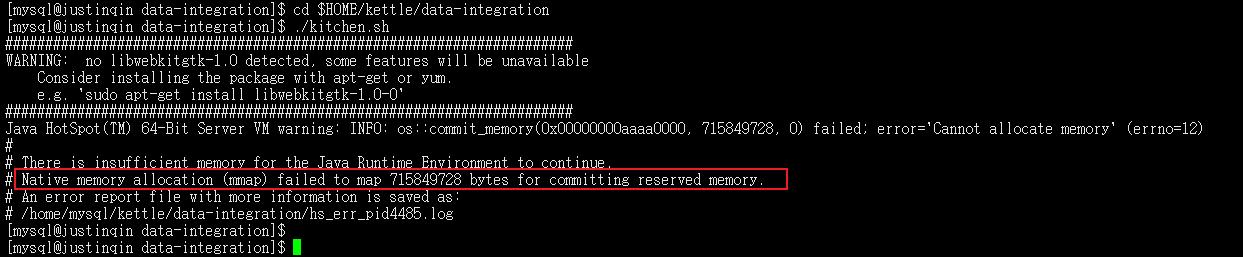 [mysql@justinqin data-integration]$ cd $HOME/kettle/data-integration
[mysql@justinqin data-integration]$ ./kitchen.sh
#######################################################################
WARNING:  no libwebkitgtk-1.0 detected, some features will be unavailable
    Consider installing the package with apt-get or yum.
    e.g. 'sudo apt-get install libwebkitgtk-1.0-0'
#######################################################################
Java HotSpot(TM) 64-Bit Server VM warning: INFO: os::commit_memory(0x00000000aaaa0000, 715849728, 0) failed; error='Cannot allocate memory' (errno=12)
#
# There is insufficient memory for the Java Runtime Environment to continue.
# Native memory allocation (mmap) failed to map 715849728 bytes for committing reserved memory.
# An error report file with more information is saved as:
# /home/mysql/kettle/data-integration/hs_err_pid4485.log
[mysql@justinqin data-integration]$
[mysql@justinqin data-integration]$